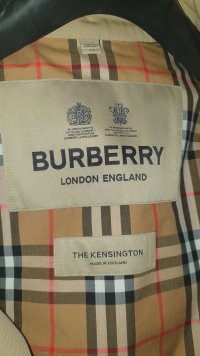 BURBERRY
LONDON ENGLAND
THE KENSINGTON
MADE IN ENGLAND